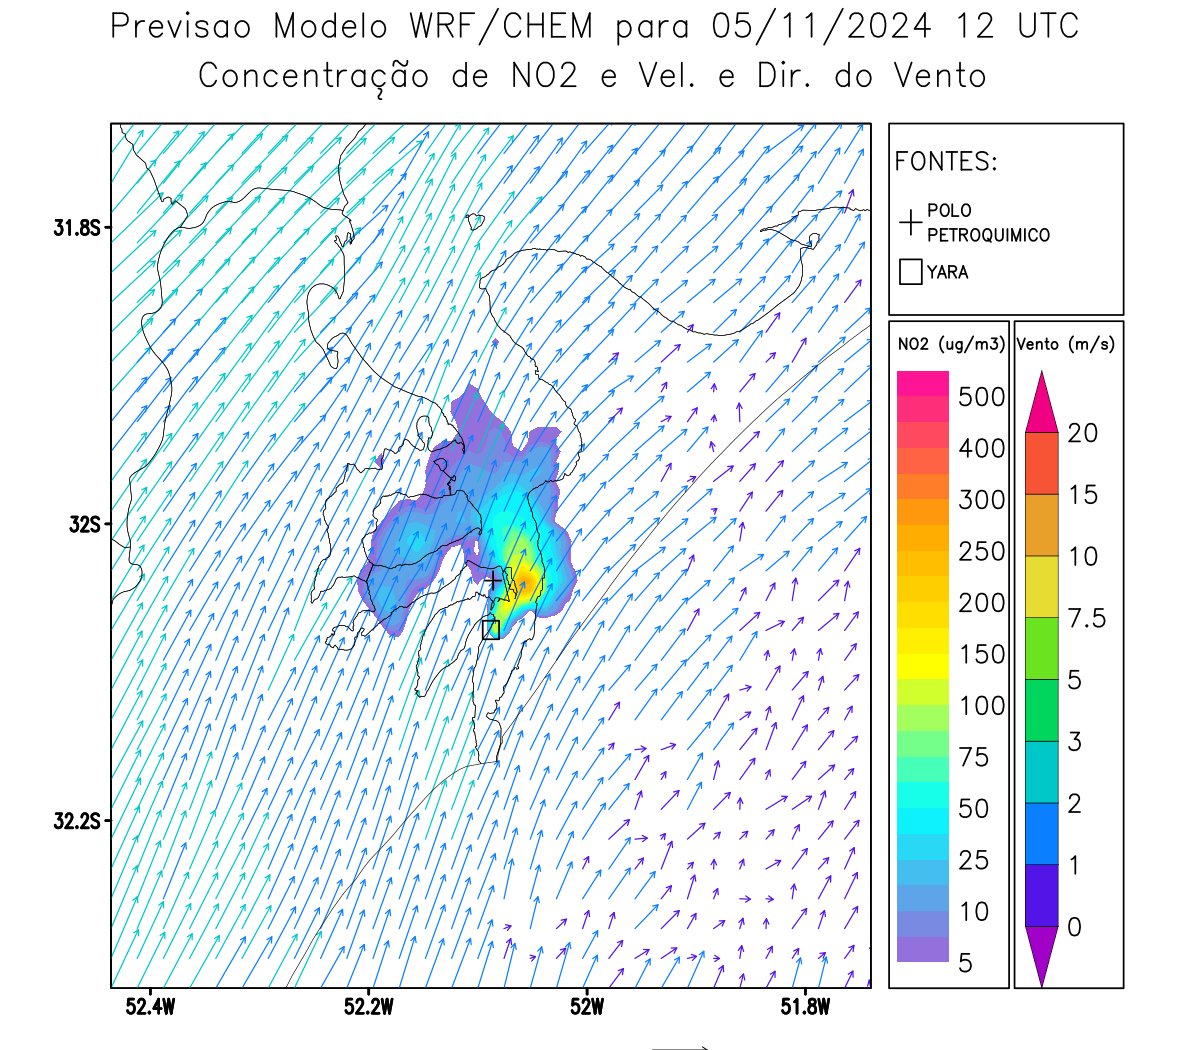 Previsao Modelo WRF/CHEM para 05/11/2024 12 UTC
Concentração de NO2 e Vel. e Dir. do Vento
FONTES:
POLO
PETROQUIMICO
YARA
31.8S
32S
32.2S
52.4W
52.2W
52W
51.8W
NO2 (ug/m3)
500
400
300
250
200
150
100
75
50
25
10
5
Vento (m/s)
20
15
10
7.5
5
3
2
1
0